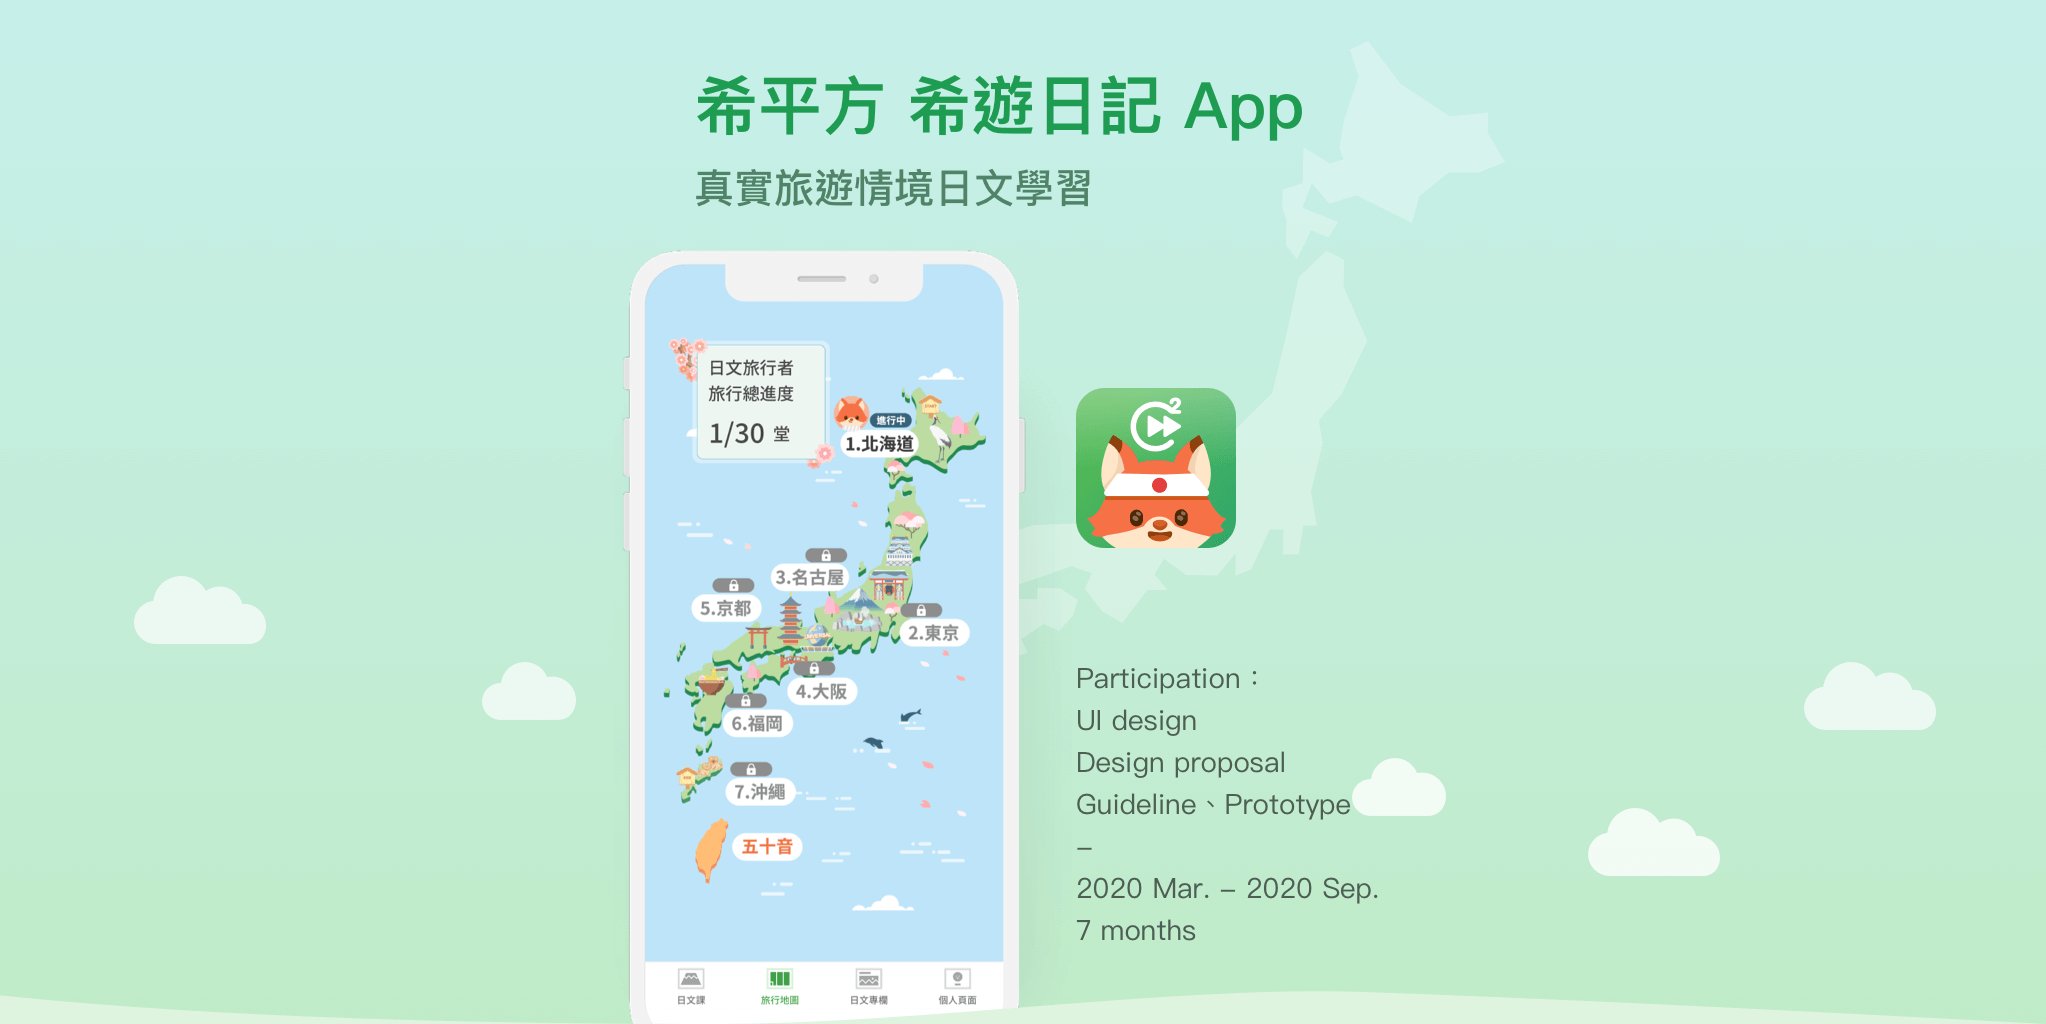 希平方 希遊日記 App
真實旅遊情境日文學習
日文旅行者
旅行總進度
1/30 堂
進行中
1.北海道
START
3.名古屋
5.京都
2.東京
4.大阪
6.福岡
7.沖繩
五十音
日文課
旅行地圖
日文專欄
個人頁面
2
Participation：
UI design
Design proposal
Guideline、Prototype
–
2020 Mar. – 2020 Sep.
7 months